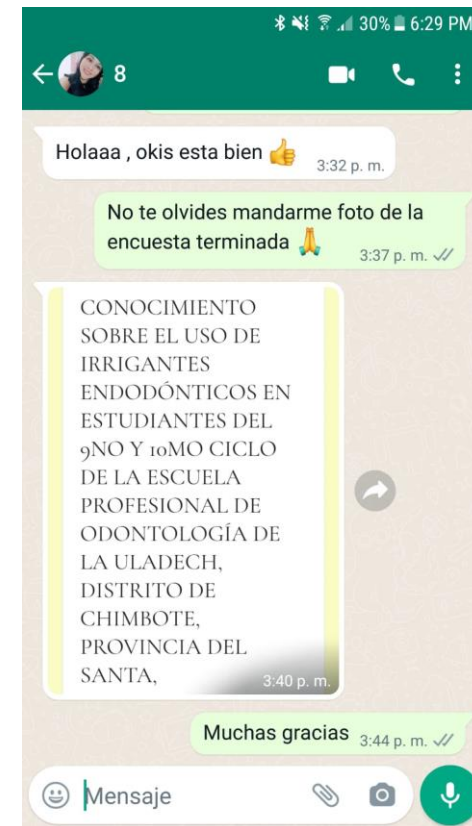 30% 6:29 PM
8
Holaaa , okis esta bien 👍
3:32 p. m.
No te olvides mandarme foto de la
encuesta terminada 🙏
3:37 p. m.
CONOCIMIENTO
SOBRE EL USO DE
IRRIGANTES
ENDODÓNTICOS EN
ESTUDIANTES DEL
9NO Y 10MO CICLO
DE LA ESCUELA
PROFESIONAL DE
ODONTOLOGÍA DE
LA ULADECH,
DISTRITO DE
CHIMBOTE,
PROVINCIA DEL
SANTA,
3:40 p. m.
Muchas gracias
3:44 p. m.
Mensaje